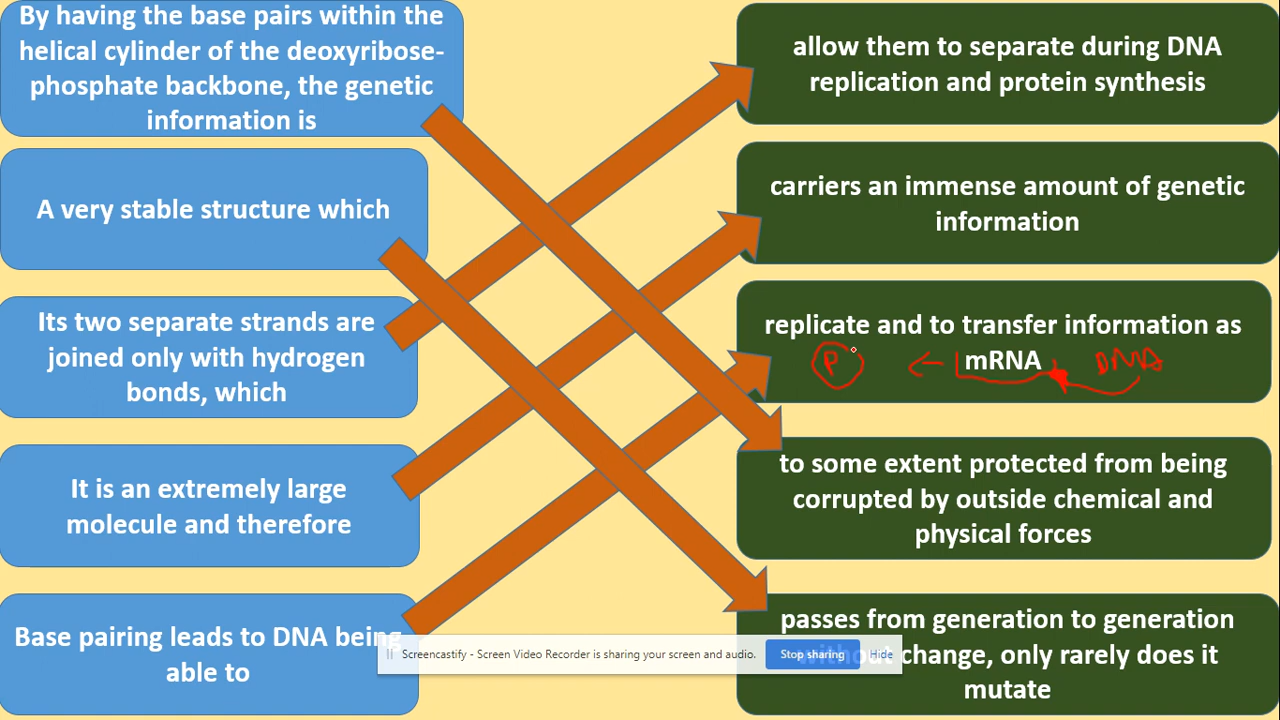 By having the base pairs within the
helical cylinder of the deoxyribose-
phosphate backbone, the genetic
information is
A very stable structure which
Its two separate strands are
joined only with hydrogen
bonds, which
It is an extremely large
molecule and therefore
Base pairing leads to DNA being
able to
allow them to separate during DNA
replication and protein synthesis
carriers an immense amount of genetic
information
replicate and to transfer information as
P ← mRNA DNA
to some extent protected from being
corrupted by outside chemical and
physical forces
passes from generation to generation
without change, only rarely does it
mutate
Screencastify - Screen Video Recorder is sharing your screen and audio. Stop sharing Hide